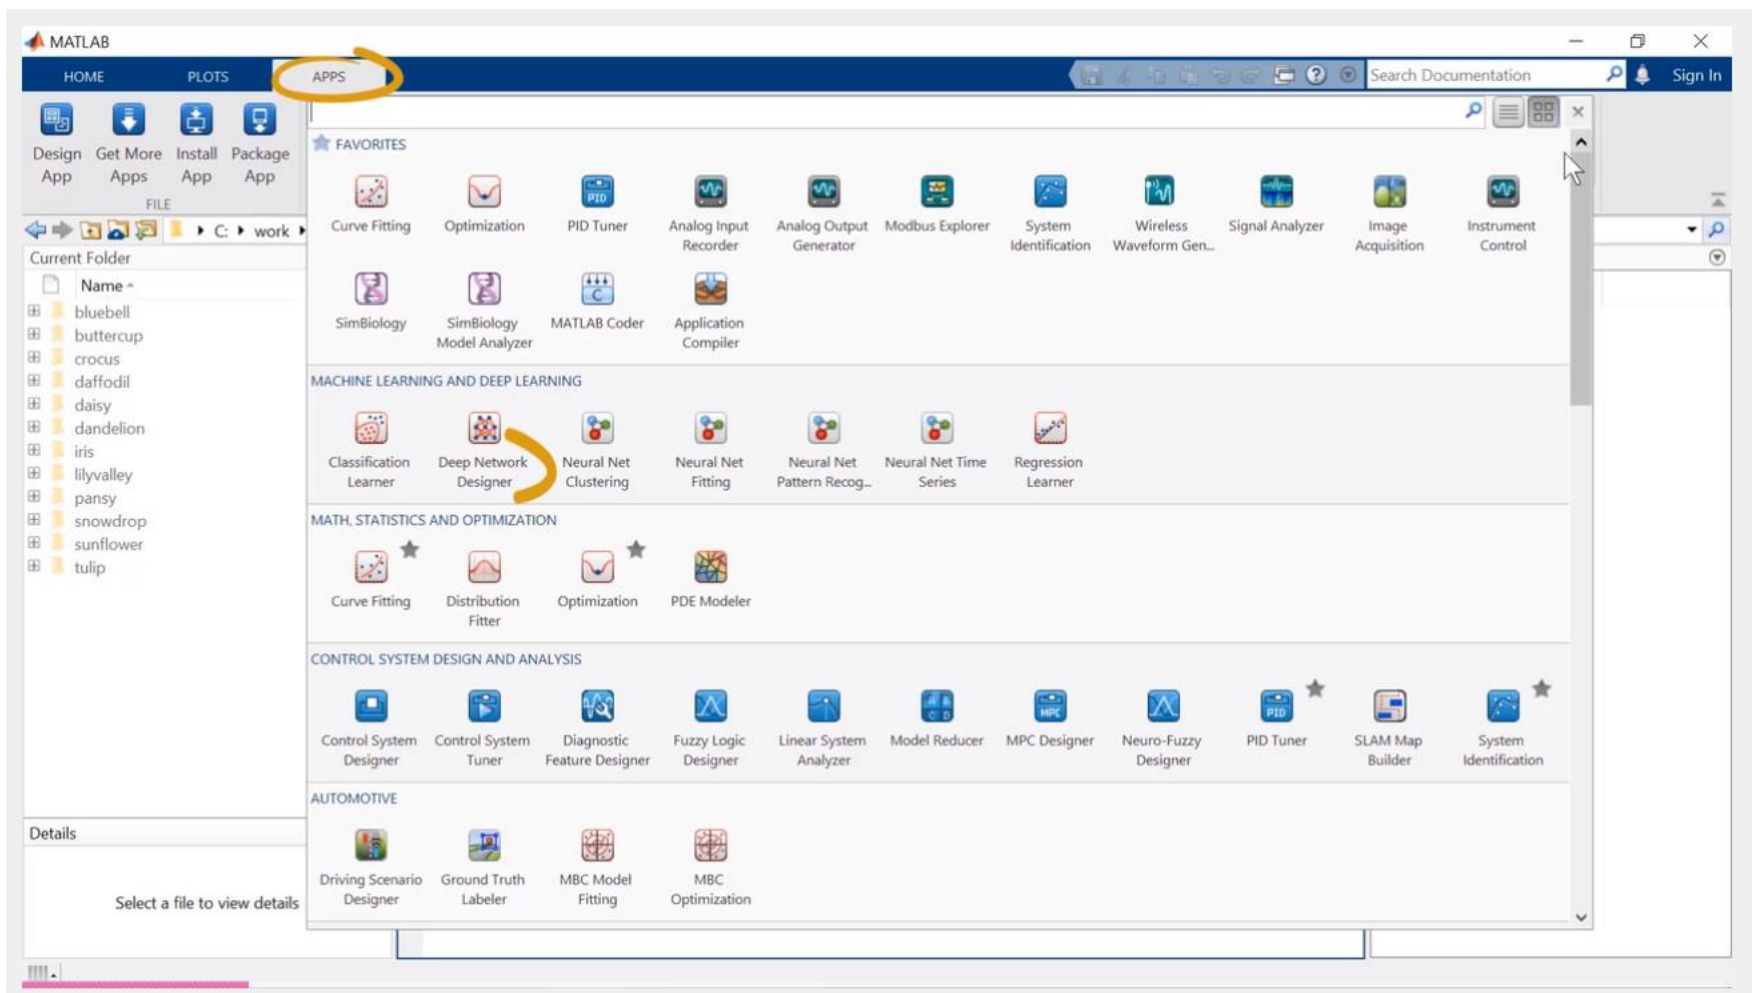 MATLAB
HOME PLOTS APPS
Search Documentation
Sign In
Design App
Get More Apps
Install App
Package App
FILE
C: work
Current Folder
Name
bluebell
buttercup
crocus
daffodil
daisy
dandelion
iris
lilyvalley
pansy
snowdrop
sunflower
tulip
Details
Select a file to view details
FAVORITES
Curve Fitting
Optimization
PID
PID Tuner
Analog Input
Recorder
Analog Output
Generator
Modbus Explorer
System
Identification
Wireless
Waveform Gen...
Signal Analyzer
Image
Acquisition
Instrument
Control
SimBiology
SimBiology
Model Analyzer
C
MATLAB Coder
Application
Compiler
MACHINE LEARNING AND DEEP LEARNING
Classification
Learner
Deep Network
Designer
Neural Net
Clustering
Neural Net
Fitting
Neural Net
Pattern Recog...
Neural Net Time
Series
Regression
Learner
MATH, STATISTICS AND OPTIMIZATION
Curve Fitting
Distribution
Fitter
Optimization
PDE Modeler
CONTROL SYSTEM DESIGN AND ANALYSIS
Control System
Designer
Control System
Tuner
Diagnostic
Feature Designer
Fuzzy Logic
Designer
Linear System
Analyzer
A B
C D
Model Reducer
MPC
MPC Designer
Neuro-Fuzzy
Designer
PID
PID Tuner
SLAM Map
Builder
System
Identification
AUTOMOTIVE
Driving Scenario
Designer
Ground Truth
Labeler
MBC Model
Fitting
MBC
Optimization